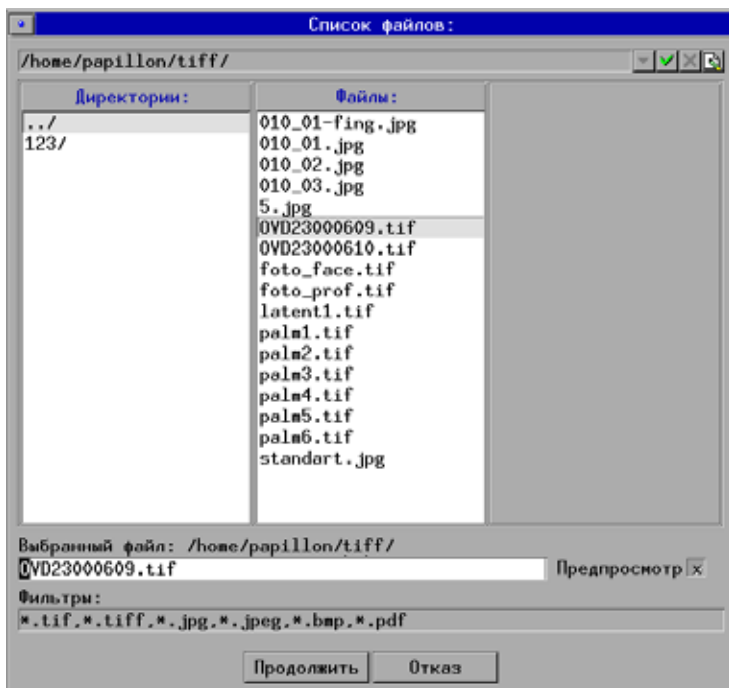 Список файлов:
/home/papillon/tiff/
Директории:
Файлы:
../
123/
010_01-fing.jpg
010_01.jpg
010_02.jpg
010_03.jpg
5.jpg
OVD23000609.tif
OVD23000610.tif
foto_face.tif
foto_prof.tif
latent1.tif
palm1.tif
palm2.tif
palm3.tif
palm4.tif
palm5.tif
palm6.tif
standart.jpg
Выбранный файл: /home/papillon/tiff/
OVD23000609.tif
Предпросмотр x
Фильтры:
*.tif,*.tiff,*.jpg,*.jpeg,*.bmp,*.pdf
Продолжить
Отказ